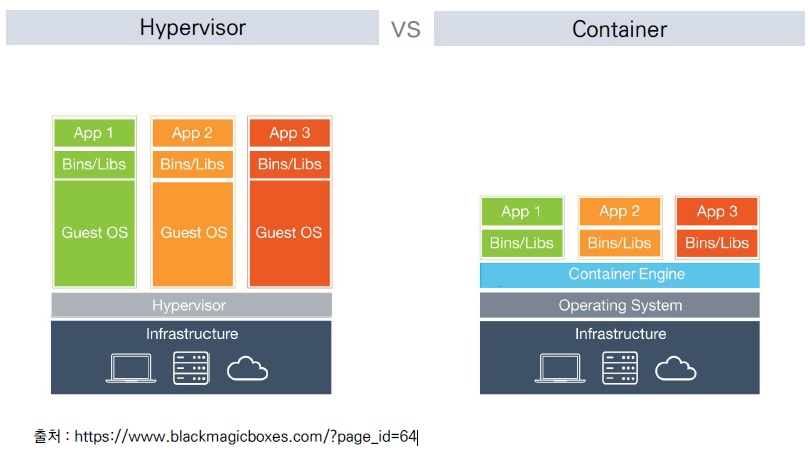 Hypervisor
vs
Container
App 1
App 2
App 3
Bins/Libs
Bins/Libs
Bins/Libs
Guest OS
Guest OS
Guest OS
Hypervisor
Infrastructure
App 1
App 2
App 3
Bins/Libs
Bins/Libs
Bins/Libs
Container Engine
Operating System
Infrastructure
출처 : https://www.blackmagicboxes.com/?page_id=64